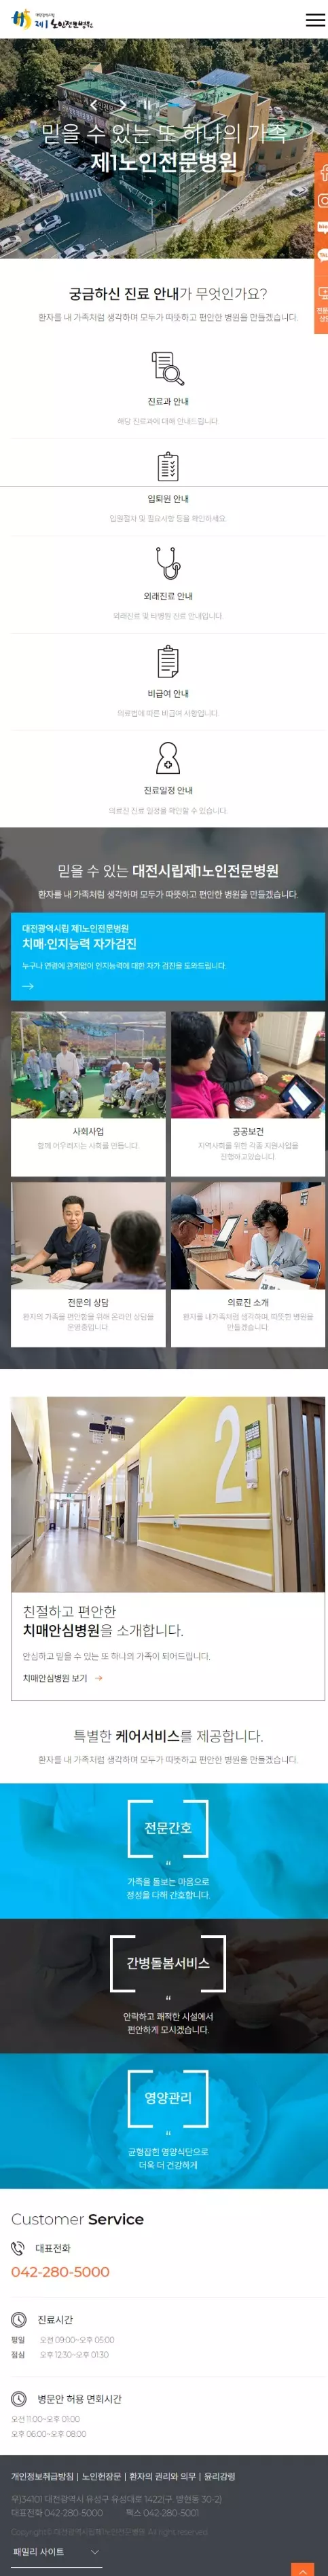 대전광역시립
제1노인전문병원
믿을 수 있는 또 하나의 가족
제1노인전문병원
궁금하신 진료 안내가 무엇인가요?
환자를 내 가족처럼 생각하며 모두가 따뜻하고 편안한 병원을 만들겠습니다.
진료과 안내
해당 진료과에 대해 안내드립니다.
입퇴원 안내
입원절차 및 필요사항 등을 확인하세요.
외래진료 안내
외래진료 및 타병원 진료 안내입니다.
비급여 안내
의료법에 따른 비급여 사항입니다.
진료일정 안내
의료진 진료 일정을 확인할 수 있습니다.
믿을 수 있는 대전시립제1노인전문병원
환자를 내 가족처럼 생각하며 모두가 따뜻하고 편안한 병원을 만들겠습니다.
대전광역시립 제1노인전문병원
치매·인지능력 자가검진
누구나 연령에 관계없이 인지능력에 대한 자가 검진을 도와드립니다.
사회사업
함께 어우러지는 사회를 만듭니다.
공공보건
지역사회를 위한 각종 지원사업을
진행하고있습니다.
전문의 상담
환자의 가족을 편안함을 위해 온라인 상담을
운영중입니다.
의료진 소개
환자를 내가족처럼 생각하며, 따뜻한 병원을
만들겠습니다.
2
친절하고 편안한
치매안심병원을 소개합니다.
안심하고 믿을 수 있는 또 하나의 가족이 되어드립니다.
치매안심병원 보기
특별한 케어서비스를 제공합니다.
환자를 내 가족처럼 생각하며 모두가 따뜻하고 편안한 병원을 만들겠습니다.
전문간호
가족을 돌보는 마음으로
정성을 다해 간호합니다.
간병돌봄서비스
안락하고 쾌적한 시설에서
편안하게 모시겠습니다.
영양관리
균형잡힌 영양식단으로
더욱 더 건강하게
Customer Service
대표전화
042-280-5000
진료시간
평일 오전 09:00~오후 05:00
점심 오후 12:30~오후 01:30
병문안 허용 면회시간
오전 11:00~오후 01:00
오후 06:00~오후 08:00
개인정보취급방침 | 노인헌장문 | 환자의 권리와 의무 | 윤리강령
우)34101 대전광역시 유성구 유성대로 1422(구. 방현동 30-2)
대표전화 042-280-5000 팩스 042-280-5001
Copyright© 대전광역시립제1노인전문병원. All right reserved.
패밀리 사이트